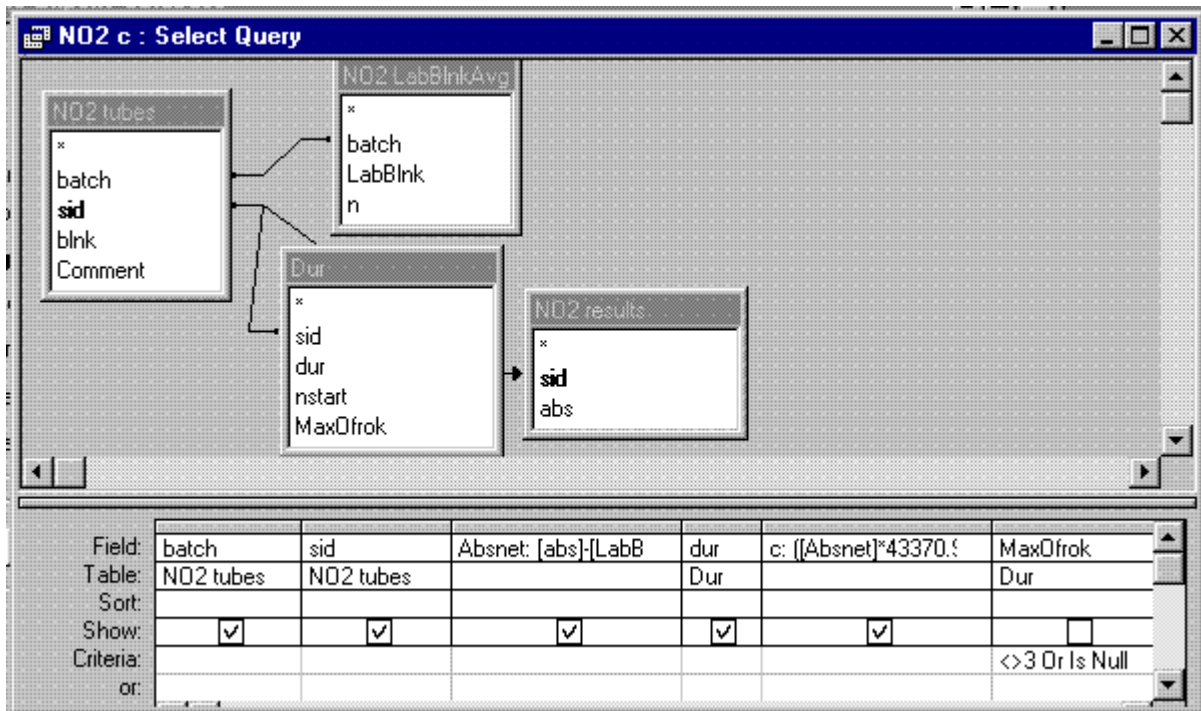 NO2 c : Select Query
NO2 LabBlnkAvg
*
batch
LabBlnk
n
NO2 tubes
*
batch
sid
blnk
Comment
Dur
*
sid
dur
nstart
MaxOfrok
NO2 results
*
sid
abs
Field: batch sid Absnet: [abs]-[LabB dur c: ([Absnet]*43370.9 MaxOfrok
Table: NO2 tubes NO2 tubes Dur Dur
Sort:
Show:
Criteria: <>3 Or Is Null
or: